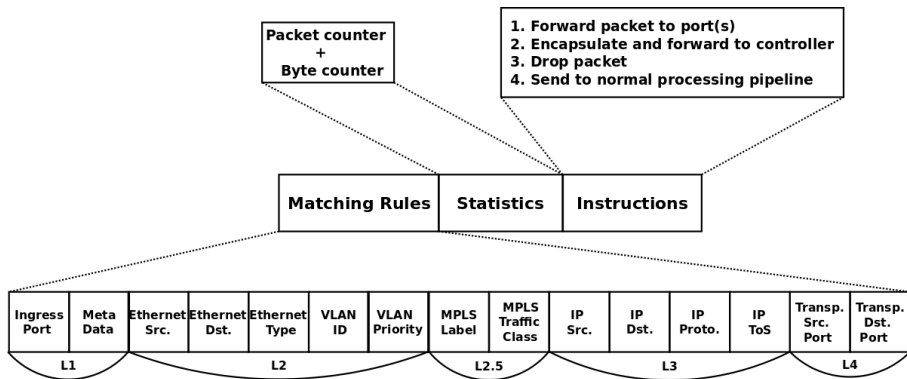 Packet counter
+
Byte counter
1. Forward packet to port(s)
2. Encapsulate and forward to controller
3. Drop packet
4. Send to normal processing pipeline
Matching Rules
Statistics
Instructions
Ingress
Port
Meta
Data
Ethernet
Src.
Ethernet
Dst.
Ethernet
Type
VLAN
ID
VLAN
Priority
MPLS
Label
MPLS
Traffic
Class
IP
Src.
IP
Dst.
IP
Proto.
IP
ToS
Transp.
Src.
Port
Transp.
Dst.
Port
L1
L2
L2.5
L3
L4